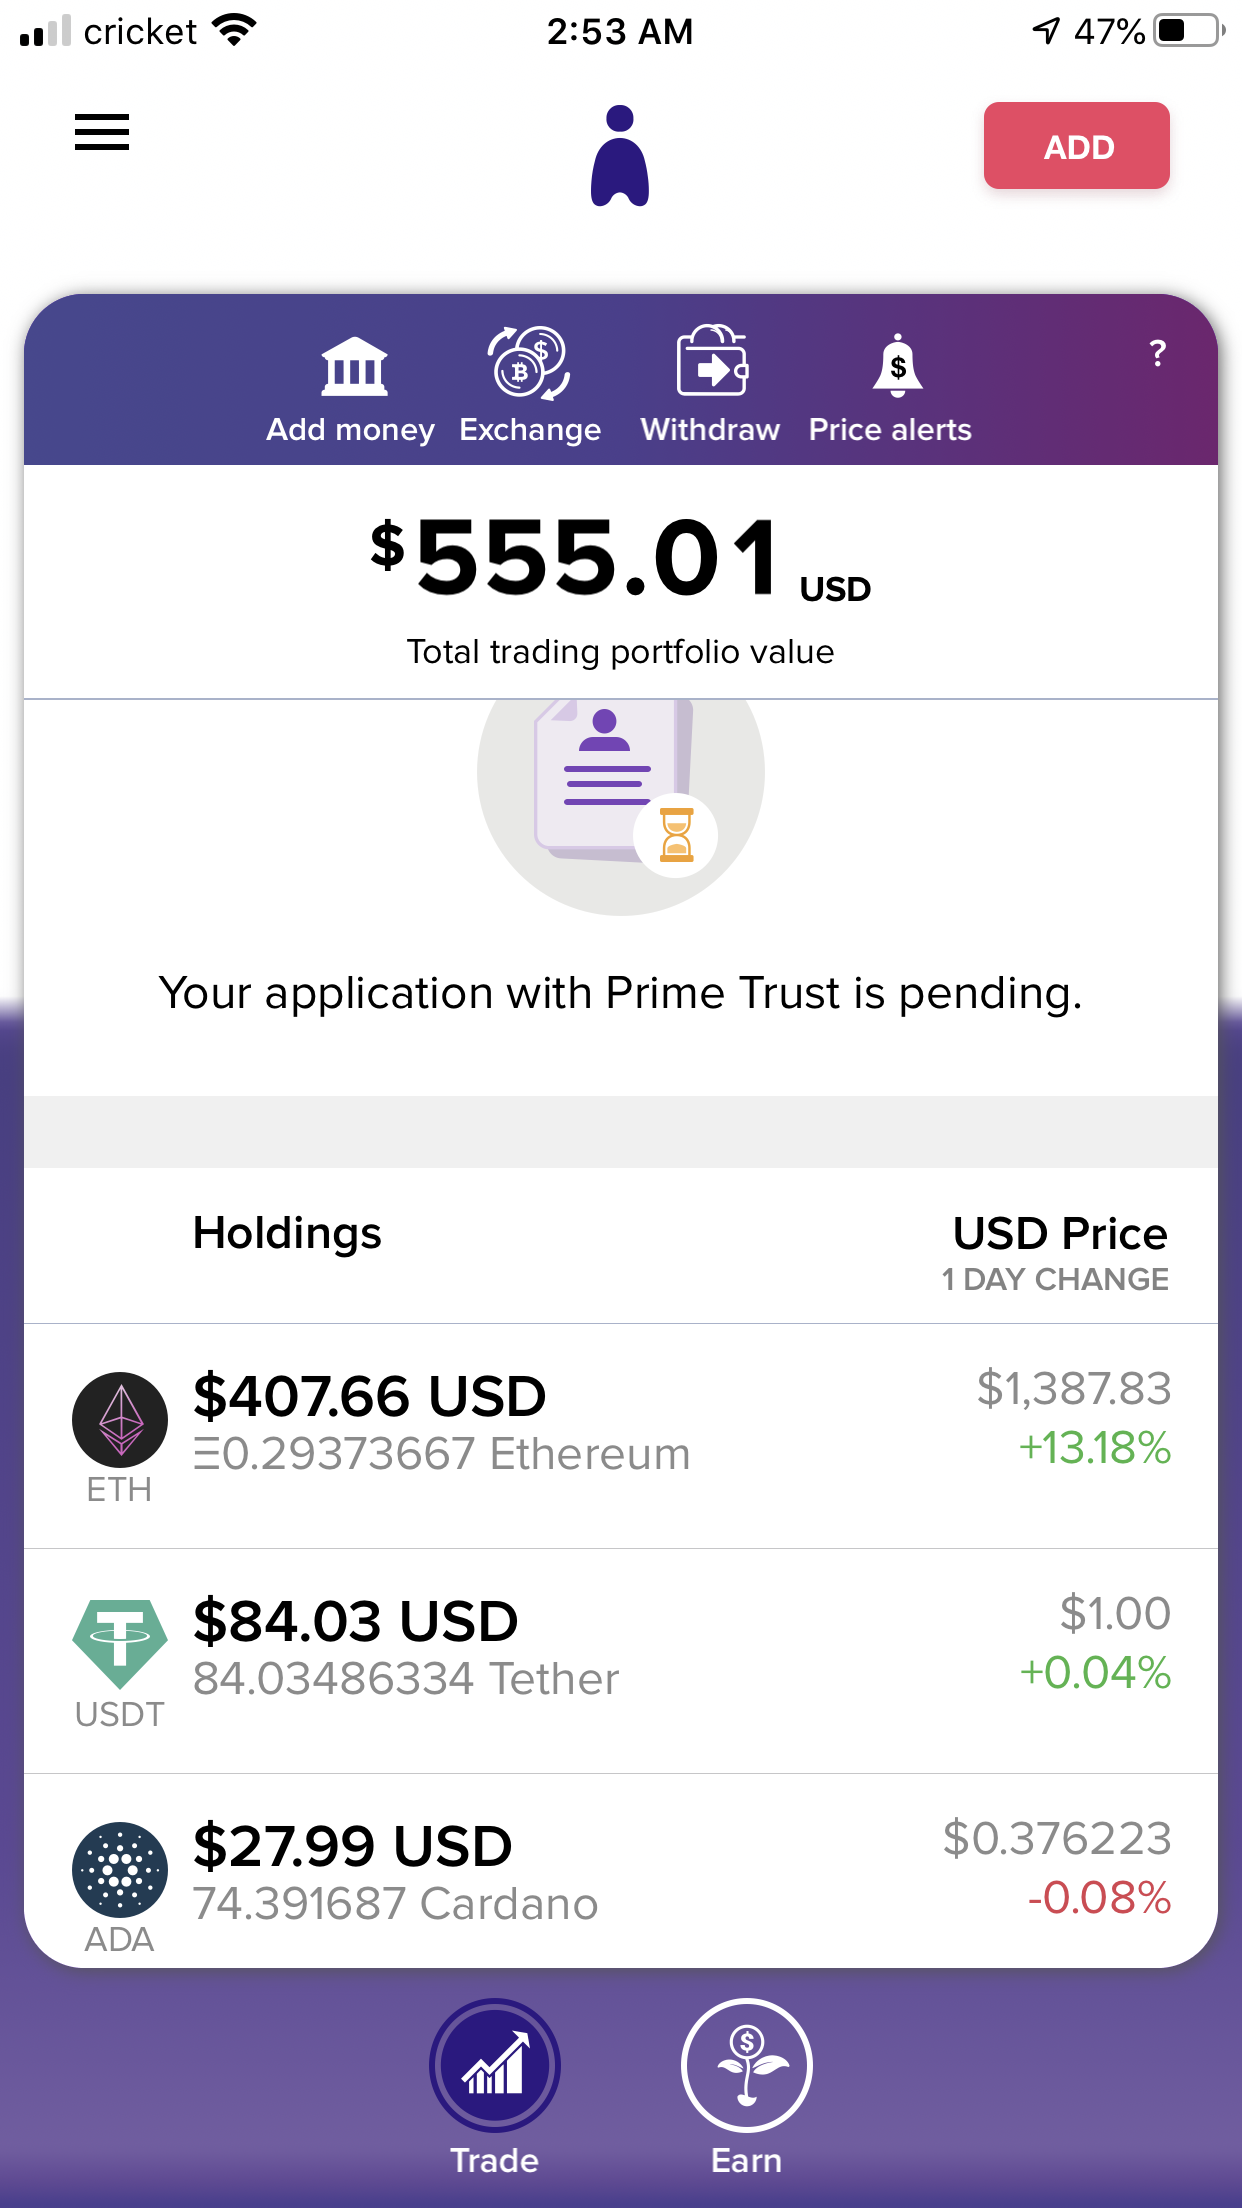 cricket 2:53 AM 47%
ADD
Add money Exchange Withdraw Price alerts ?
$555.01 USD
Total trading portfolio value
Your application with Prime Trust is pending.
Holdings USD Price
1 DAY CHANGE
$407.66 USD $1,387.83
Ξ0.29373667 Ethereum +13.18%
ETH
$84.03 USD $1.00
84.03486334 Tether +0.04%
USDT
$27.99 USD $0.376223
74.391687 Cardano -0.08%
ADA
Trade Earn